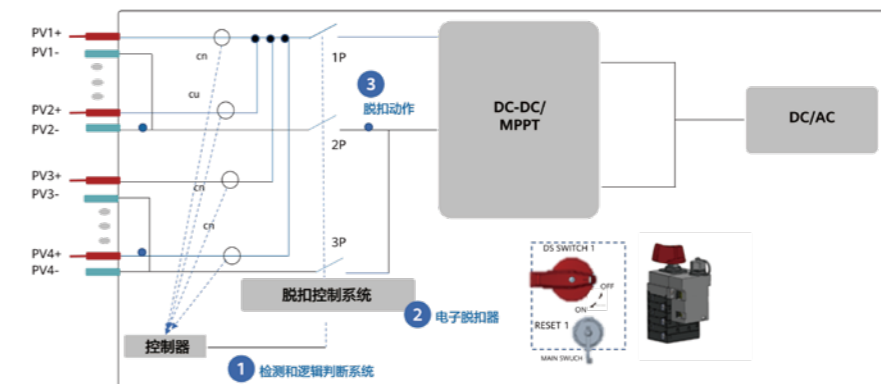 PV1+
PV1-
PV2+
PV2-
PV3+
PV3-
PV4+
PV4-
cn
cu
cn
cn
1P
2P
3P
3
脱扣动作
DC-DC/
MPPT
DC/AC
脱扣控制系统
2 电子脱扣器
控制器
1 检测和逻辑判断系统
DS SWITCH 1
OFF
ON
RESET 1
MAIN SWUCH